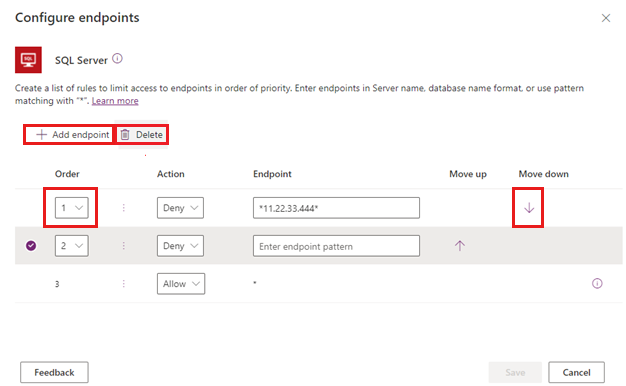 Configure endpoints
SQL
SQL Server
Create a list of rules to limit access to endpoints in order of priority. Enter endpoints in Server name, database name format, or use pattern
matching with "*". Learn more
Add endpoint Delete
Order Action Endpoint Move up Move down
1 Deny *11.22.33.444*
2 Deny Enter endpoint pattern
3 Allow *
Feedback Save Cancel